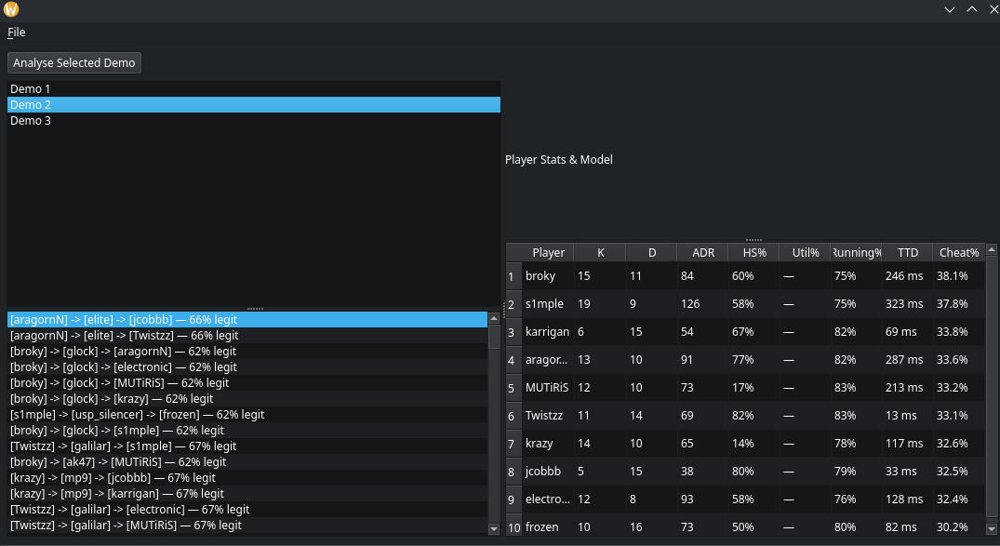 W
File
Analyse Selected Demo
Demo 1
Demo 2
Demo 3
[aragornN] -> [elite] -> [jcobbb] — 66% legit
[aragornN] -> [elite] -> [Twistzz] — 66% legit
[broky] -> [glock] -> [aragornN] — 62% legit
[broky] -> [glock] -> [electronic] — 62% legit
[broky] -> [glock] -> [MUTiRiS] — 62% legit
[broky] -> [glock] -> [krazy] — 62% legit
[s1mple] -> [usp_silencer] -> [frozen] — 62% legit
[broky] -> [glock] -> [s1mple] — 62% legit
[Twistzz] -> [galilar] -> [s1mple] — 67% legit
[broky] -> [ak47] -> [MUTiRiS] — 62% legit
[krazy] -> [mp9] -> [jcobbb] — 67% legit
[krazy] -> [mp9] -> [karrigan] — 67% legit
[Twistzz] -> [galilar] -> [electronic] — 67% legit
[Twistzz] -> [galilar] -> [MUTiRiS] — 67% legit
Player Stats & Model
Player K D ADR HS% Util% Running% TTD Cheat%
1 broky 15 11 84 60% — 75% 246 ms 38.1%
2 s1mple 19 9 126 58% — 75% 323 ms 37.8%
3 karrigan 6 15 54 67% — 82% 69 ms 33.8%
4 aragor... 13 10 91 77% — 82% 287 ms 33.6%
5 MUTiRiS 12 10 73 17% — 83% 213 ms 33.2%
6 Twistzz 11 14 69 82% — 83% 13 ms 33.1%
7 krazy 14 10 65 14% — 78% 117 ms 32.6%
8 jcobbb 5 15 38 80% — 79% 33 ms 32.5%
9 electro... 12 8 93 58% — 76% 128 ms 32.4%
10 frozen 10 16 73 50% — 80% 82 ms 30.2%